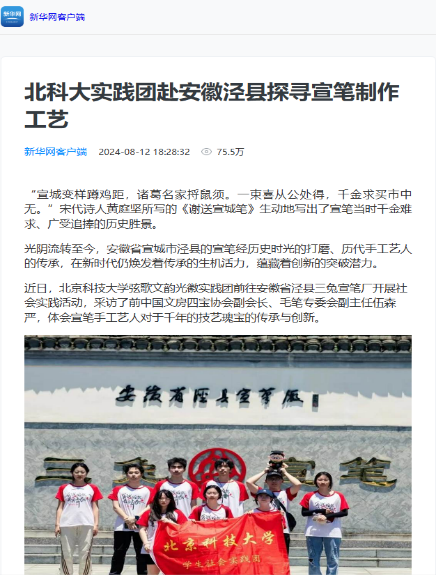 新华网
新华网客户端
北科大实践团赴安徽泾县探寻宣笔制作
工艺
新华网客户端 2024-08-12 18:28:32 75.5万
“宣城变样蹲鸡距，诸葛名家捋鼠须。一束喜从公处得，千金求买市中
无。”宋代诗人黄庭坚所写的《谢送宣城笔》生动地写出了宣笔当时千金难
求、广受追捧的历史胜景。
光阴流转至今，安徽省宣城市泾县的宣笔经历史时光的打磨、历代手工艺人
的传承，在新时代仍焕发着传承的生机活力，蕴藏着创新的突破潜力。
近日，北京科技大学弦歌文韵光徽实践团前往安徽省泾县三兔宣笔厂开展社
会实践活动，采访了前中国文房四宝协会副会长、毛笔专委会副主任伍森
严，体会宣笔手工艺人对于千年的技艺瑰宝的传承与创新。
安徽省泾县宣笔厂
三兔 宣笔
北京科技大学
学生社会实践团